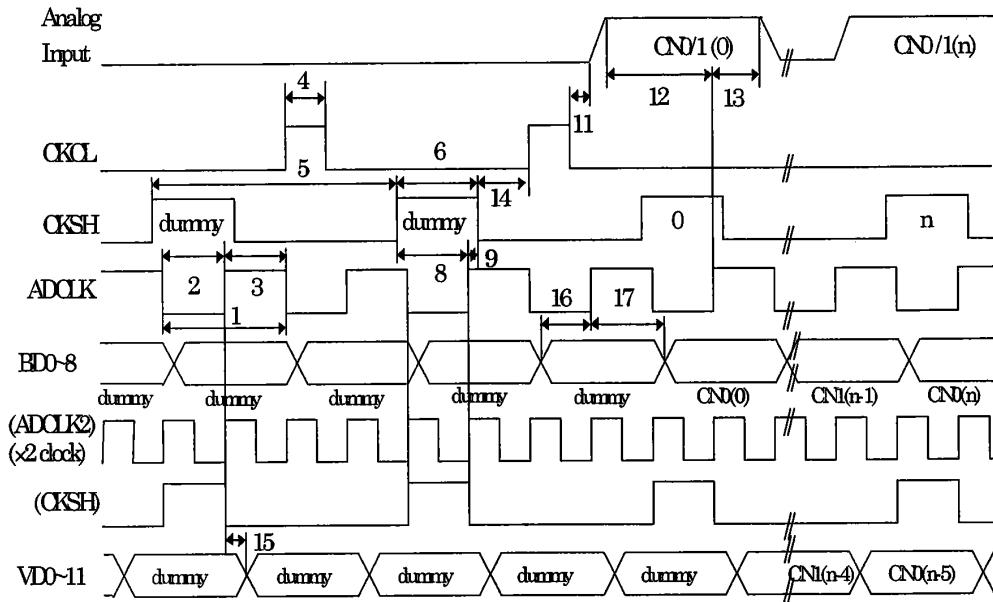 Analog
Input
CN0/1 (0)
CN0/1(n)
4
12
13
11
CKCL
6
5
14
CKSH
dummy
dummy
0
n
8
9
ADCLK
2
3
16
17
1
BD0~8
dummy
dummy
dummy
dummy
dummy
CN0(0)
CN1(n-1)
CN0(n)
(ADCLK2)
(x2 clock)
(CKSH)
15
VD0~11
dummy
dummy
dummy
dummy
dummy
CN1(n-4)
CN0(n-5)